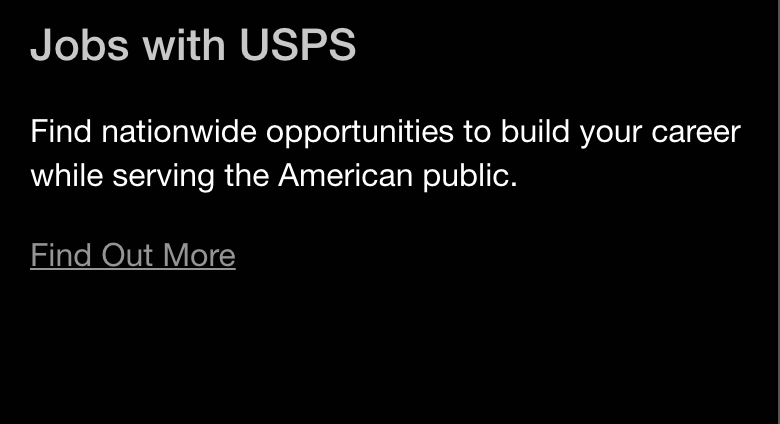 Jobs with USPS
Find nationwide opportunities to build your career
while serving the American public.
Find Out More